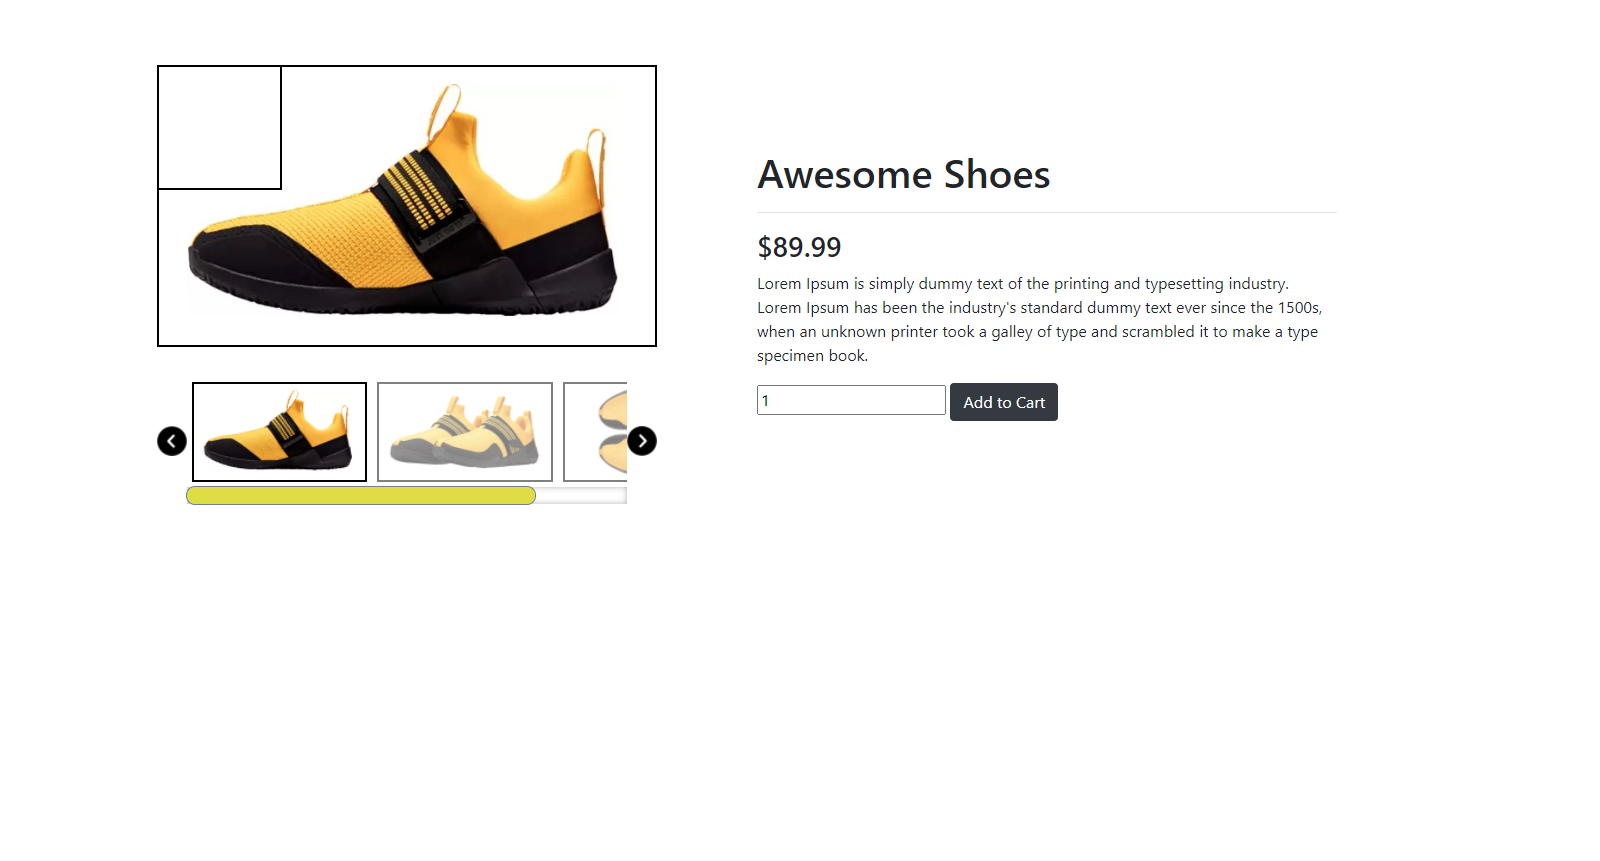 Awesome Shoes
$89.99
Lorem Ipsum is simply dummy text of the printing and typesetting industry.
Lorem Ipsum has been the industry's standard dummy text ever since the 1500s,
when an unknown printer took a galley of type and scrambled it to make a type
specimen book.
1 Add to Cart